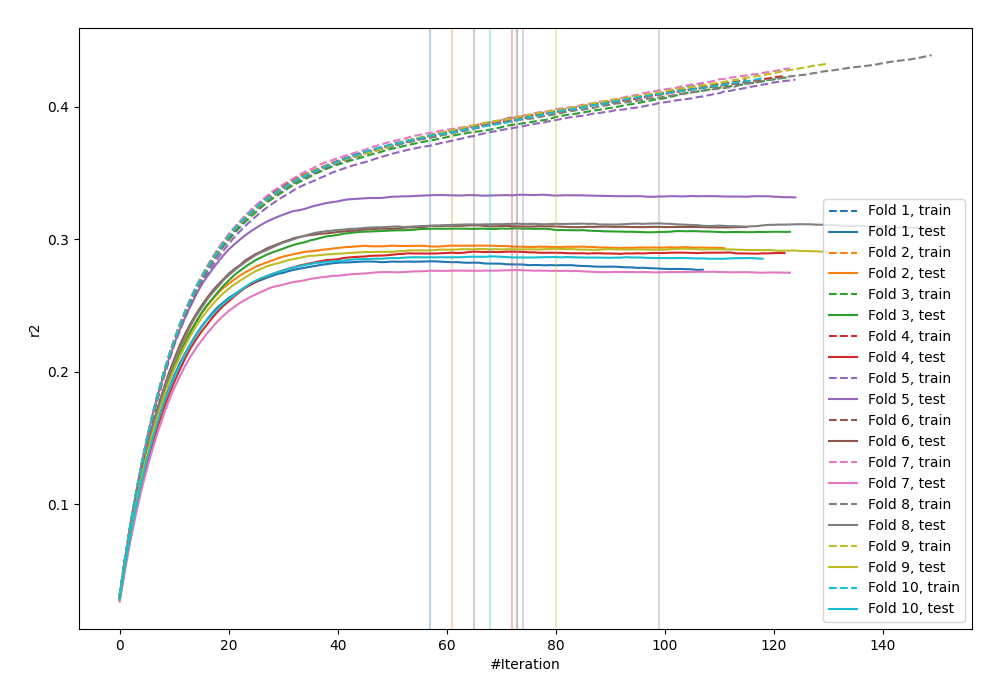 0.4
0.3
0.2
0.1
r2
0
20
40
60
80
100
120
140
#Iteration
Fold 1, train
Fold 1, test
Fold 2, train
Fold 2, test
Fold 3, train
Fold 3, test
Fold 4, train
Fold 4, test
Fold 5, train
Fold 5, test
Fold 6, train
Fold 6, test
Fold 7, train
Fold 7, test
Fold 8, train
Fold 8, test
Fold 9, train
Fold 9, test
Fold 10, train
Fold 10, test